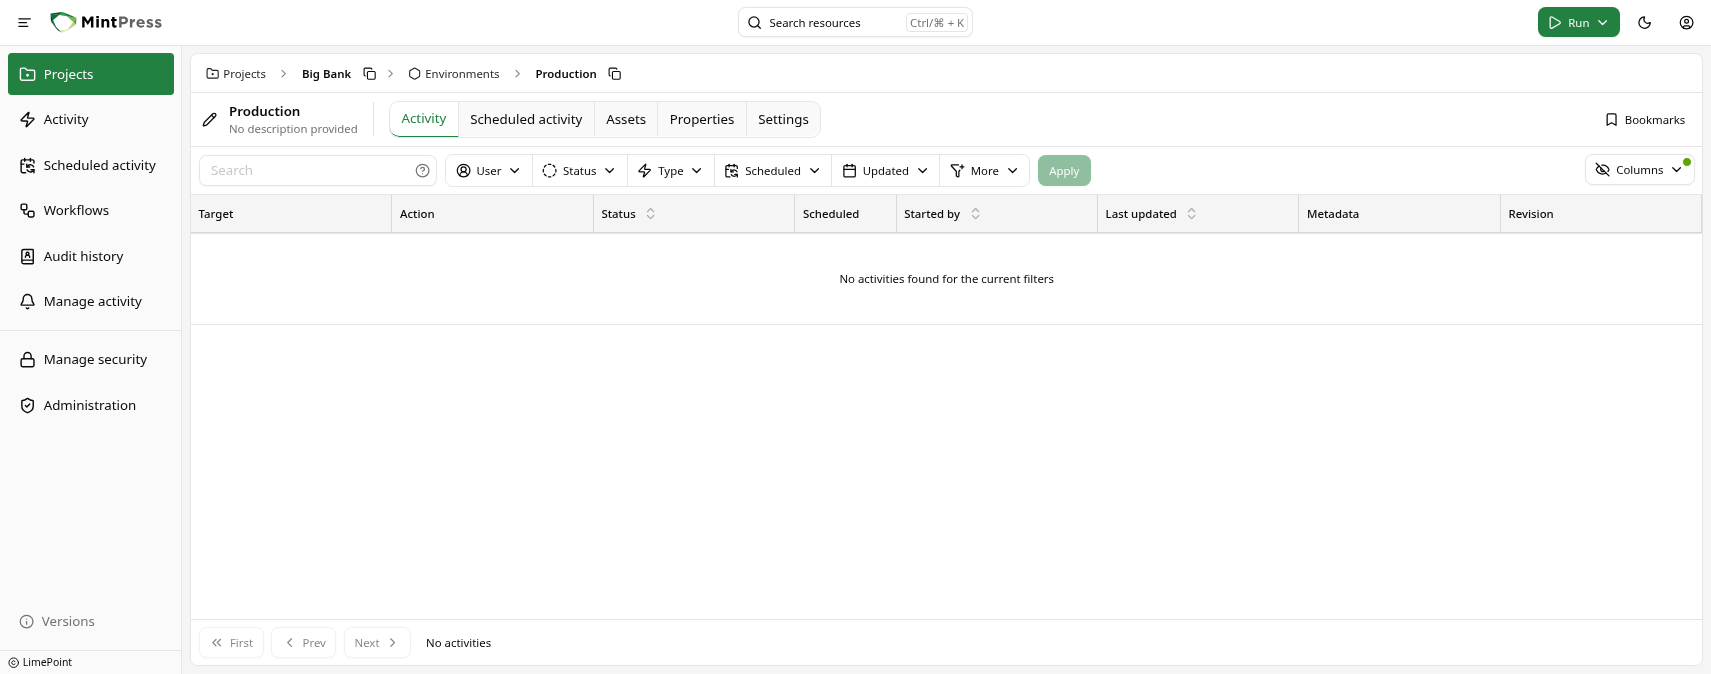 MintPress
Search resources
Ctrl/⌘ + K
Run
Projects
Activity
Scheduled activity
Workflows
Audit history
Manage activity
Manage security
Administration
Versions
© LimePoint
Projects > Big Bank > Environments > Production
Production
No description provided
Activity
Scheduled activity
Assets
Properties
Settings
Bookmarks
Search
User
Status
Type
Scheduled
Updated
More
Apply
Columns
Target
Action
Status
Scheduled
Started by
Last updated
Metadata
Revision
No activities found for the current filters
First
Prev
Next
No activities